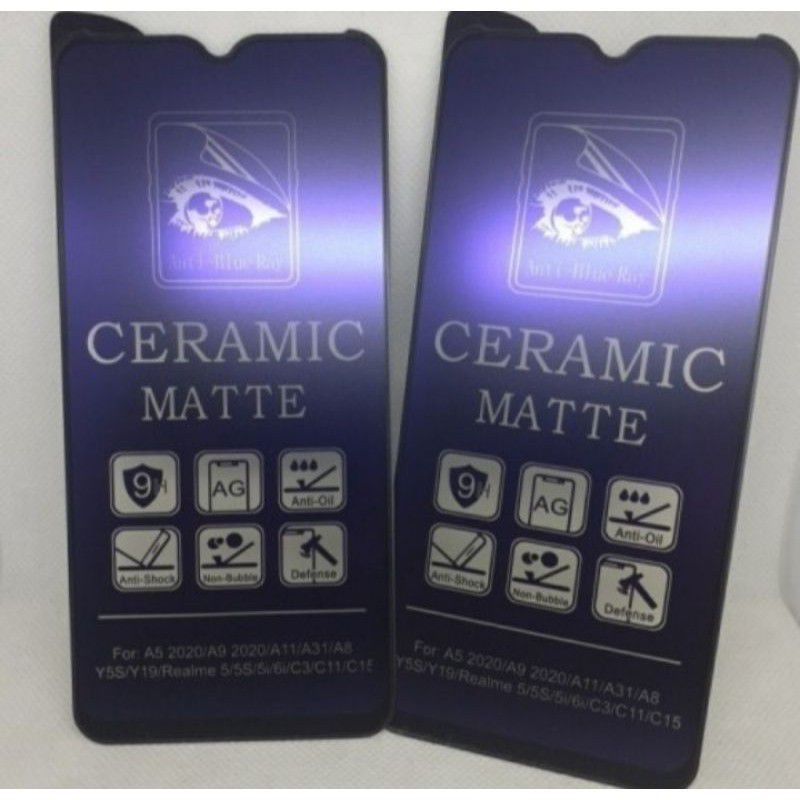 Anti-Blue Ray
CERAMIC
MATTE
9H
AG
Anti-Oil
Anti-Shock
Non-Bubble
Defense
For: A5 2020/A9 2020/A11/A31/A8
Y5S/Y19/Realme 5/5S/5i/6i/C3/C11/C15
Anti-Blue Ray
CERAMIC
MATTE
9H
AG
Anti-Oil
Anti-Shock
Non-Bubble
Defense
For: A5 2020/A9 2020/A11/A31/A8
Y5S/Y19/Realme 5/5S/5i/6i/C3/C11/C15